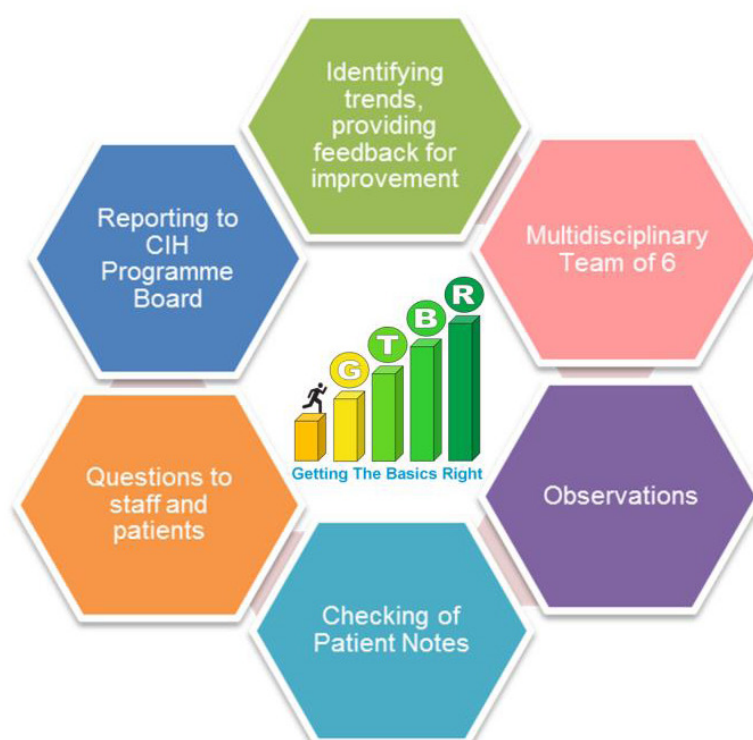 Identifying
trends,
providing
feedback for
improvement
Multidisciplinary
Team of 6
Observations
Checking of
Patient Notes
Questions to
staff and
patients
Reporting to
CIH
Programme
Board
G
T
B
R
Getting The Basics Right